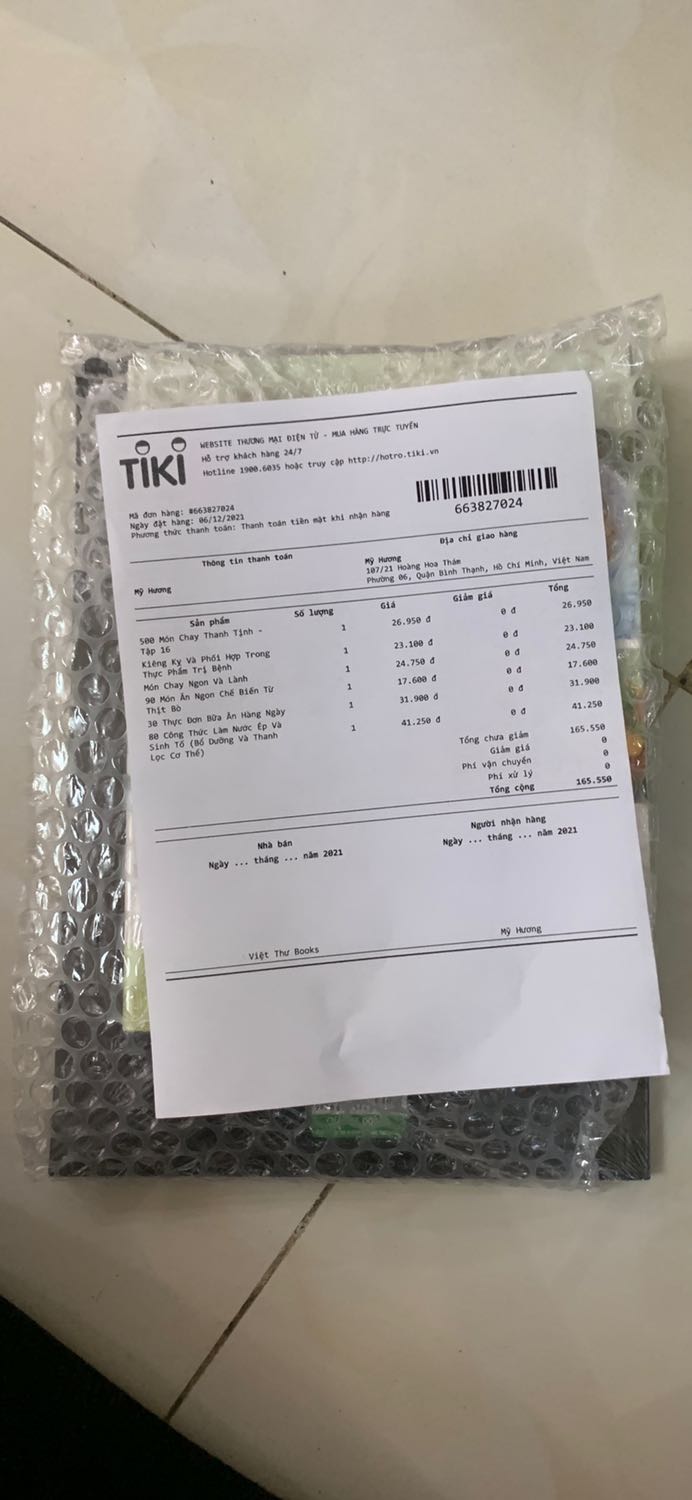 TIKI
WEBSITE THƯƠNG MẠI ĐIỆN TỬ - MUA HÀNG TRỰC TUYẾN
Hỗ trợ khách hàng 24/7
Hotline 1900.6035 hoặc truy cập http://hotro.tiki.vn
663827024
Mã đơn hàng: #663827024
Ngày đặt hàng: 06/12/2021
Phương thức thanh toán: Thanh toán tiền mặt khi nhận hàng
Thông tin thanh toán
Địa chỉ giao hàng
Mỹ Hương
Mỹ Hương
107/21 Hoàng Hoa Thám
Phường 06, Quận Bình Thạnh, Hồ Chí Minh, Việt Nam
Sản phẩm Số lượng Giá Giảm giá Tổng
500 Món Chay Thanh Tịnh - 1 26.950 đ 0 đ 26.950
Tập 16
Kiêng Kỵ Và Phối Hợp Trong 1 23.100 đ 0 đ 23.100
Thực Phẩm Trị Bệnh
Món Chay Ngon Và Lành 1 24.750 đ 0 đ 24.750
90 Món Ăn Ngon Chế Biến Từ 1 17.600 đ 0 đ 17.600
Thịt Bò
30 Thực Đơn Bữa Ăn Hàng Ngày 1 31.900 đ 0 đ 31.900
80 Công Thức Làm Nước Ép Và 1 41.250 đ 0 đ 41.250
Sinh Tố (Bổ Dưỡng Và Thanh
Lọc Cơ Thể)
Tổng chưa giảm 165.550
Giảm giá 0
Phí vận chuyển 0
Phí xử lý 0
Tổng cộng 165.550
Nhà bán
Ngày ... tháng ... năm 2021
Người nhận hàng
Ngày ... tháng ... năm 2021
Việt Thư Books
Mỹ Hương